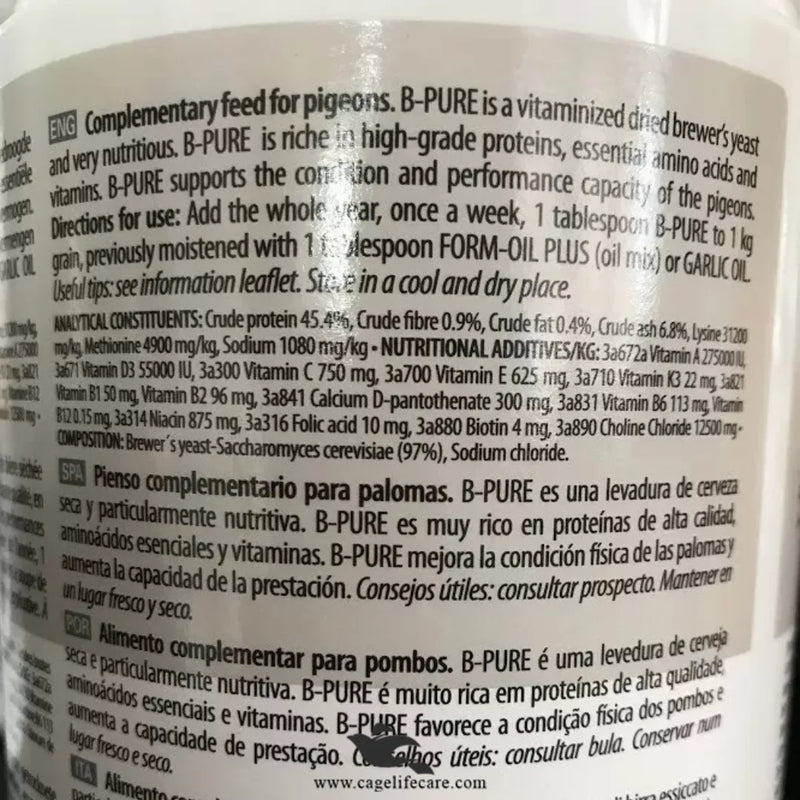 ENG Complementary feed for pigeons. B-PURE is a vitaminized dried brewer's yeast
and very nutritious. B-PURE is riche in high-grade proteins, essential amino acids and
vitamins. B-PURE supports the condition and performance capacity of the pigeons.
Directions for use: Add the whole year, once a week, 1 tablespoon B-PURE to 1 kg
grain, previously moistened with 1 tablespoon FORM-OIL PLUS (oil mix) or GARLIC OIL.
Useful tips: see information leaflet. Store in a cool and dry place.
ANALYTICAL CONSTITUENTS: Crude protein 45.4%, Crude fibre 0.9%, Crude fat 0.4%, Crude ash 6.8%, Lysine 31200
mg/kg, Methionine 4900 mg/kg, Sodium 1080 mg/kg • NUTRITIONAL ADDITIVES/KG: 3a672a Vitamin A 275000 IU,
3a671 Vitamin D3 55000 IU, 3a300 Vitamin C 750 mg, 3a700 Vitamin E 625 mg, 3a710 Vitamin K3 22 mg, 3a821
Vitamin B1 50 mg, Vitamin B2 96 mg, 3a841 Calcium D-pantothenate 300 mg, 3a831 Vitamin B6 113 mg, Vitamin
B12 0.15 mg, 3a314 Niacin 875 mg, 3a316 Folic acid 10 mg, 3a880 Biotin 4 mg, 3a890 Choline Chloride 12500 mg •
COMPOSITION: Brewer´s yeast-Saccharomyces cerevisiae (97%), Sodium chloride.
SPA Pienso complementario para palomas. B-PURE es una levadura de cerveza
seca y particularmente nutritiva. B-PURE es muy rico en proteínas de alta calidad,
aminoácidos esenciales y vitaminas. B-PURE mejora la condición física de las palomas y
aumenta la capacidad de la prestación. Consejos útiles: consultar prospecto. Mantener en
un lugar fresco y seco.
POR Alimento complementar para pombos. B-PURE é uma levedura de cerveja
seca e particularmente nutritiva. B-PURE é muito rica em proteínas de alta qualidade,
aminoácidos essenciais e vitaminas. B-PURE favorece a condição física dos pombos e
aumenta a capacidade de prestação. Conselhos úteis: consultar bula. Conservar num
lugar fresco e seco.
ITA Alimento
www.cagelifecare.com